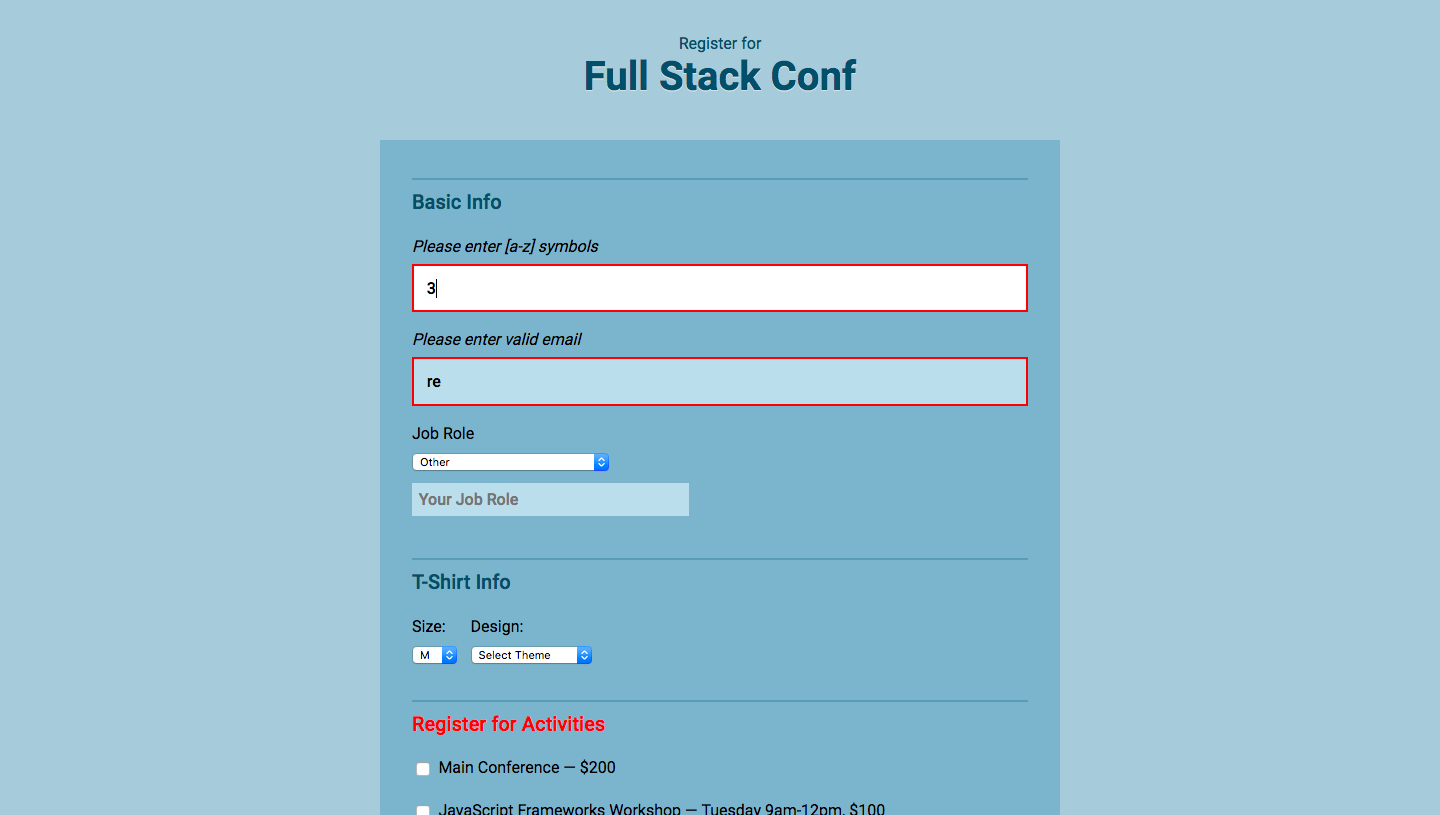 Register for
Full Stack Conf
Basic Info
Please enter [a-z] symbols
3
Please enter valid email
re
Job Role
Other
Your Job Role
T-Shirt Info
Size: Design:
M Select Theme
Register for Activities
Main Conference — $200
JavaScript Frameworks Workshop — Tuesday 9am-12pm, $100